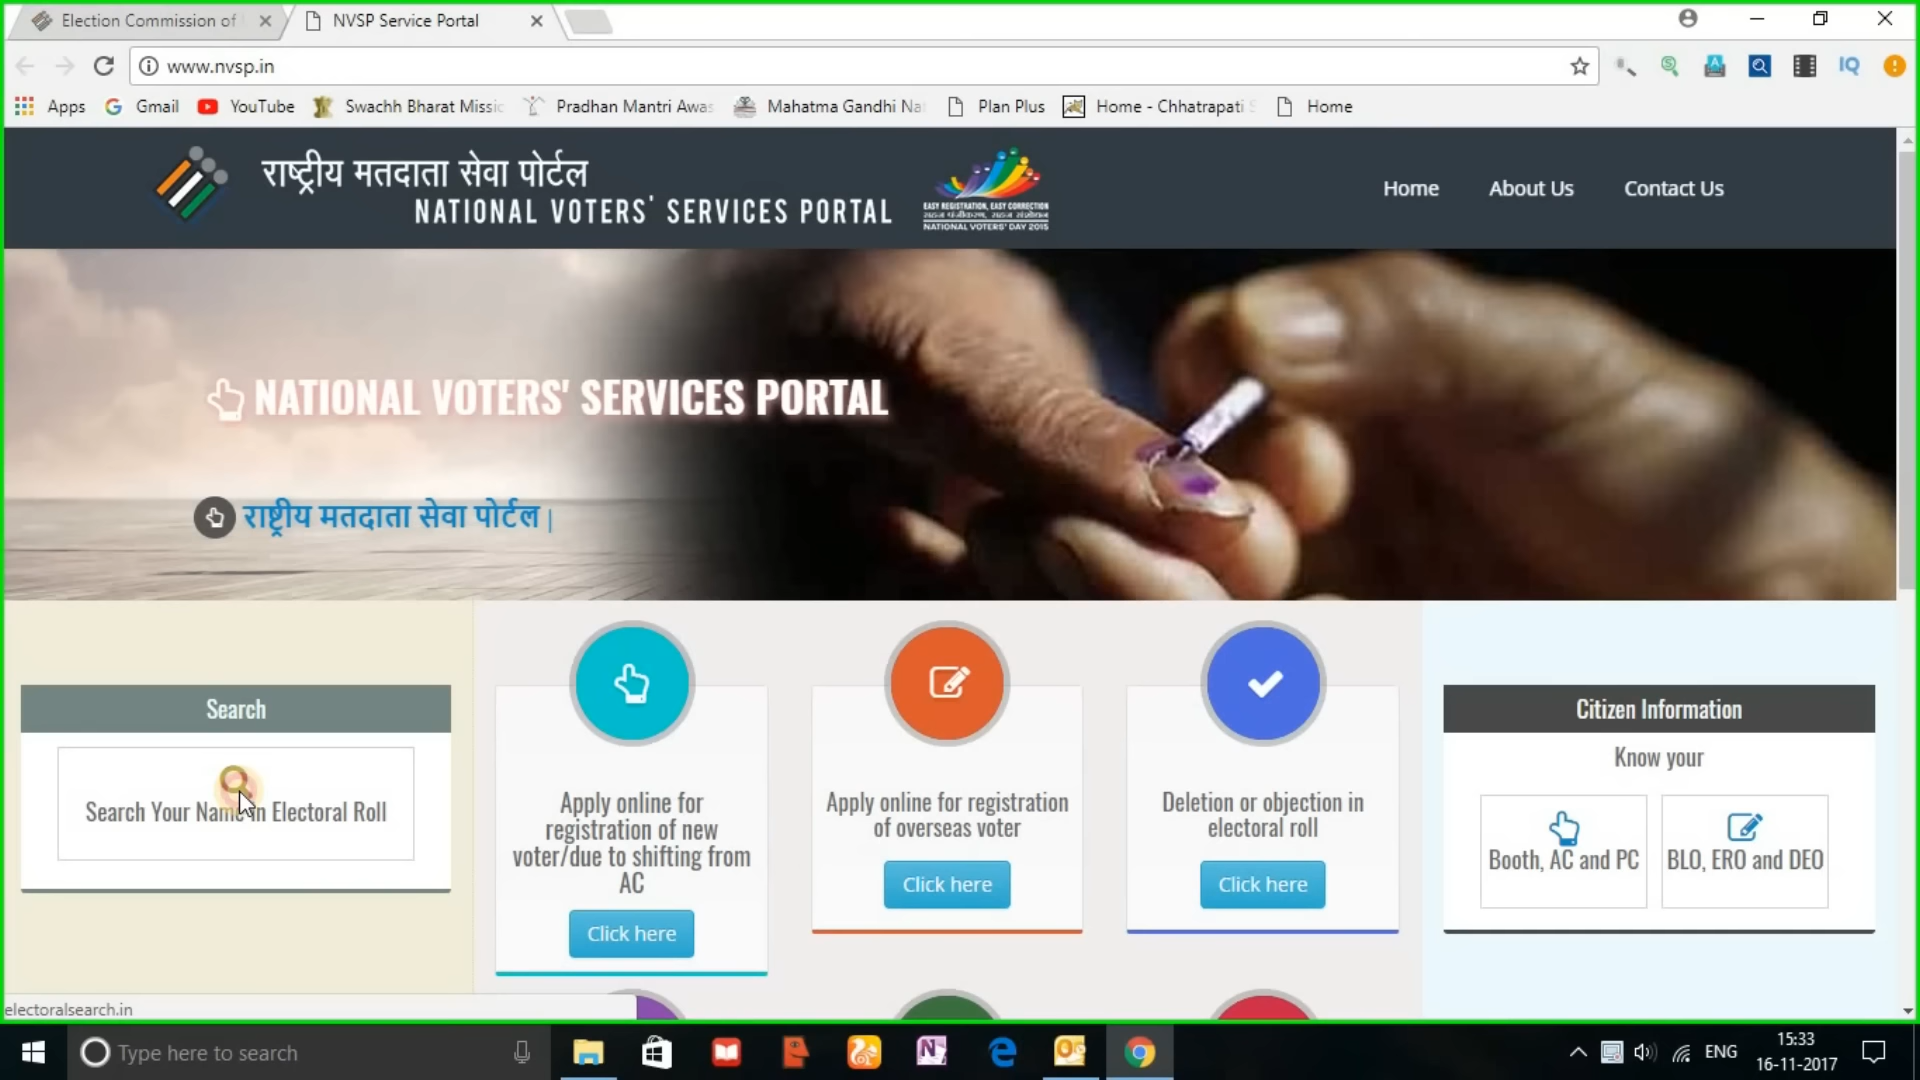 Election Commission of
NVSP Service Portal
www.nvsp.in
Apps
Gmail
YouTube
Swachh Bharat Missic
Pradhan Mantri Awas
Mahatma Gandhi Na
Plan Plus
Home - Chhatrapati
Home
राष्ट्रीय मतदाता सेवा पोर्टल
NATIONAL VOTERS' SERVICES PORTAL
EASY REGISTRATION, EASY CORRECTION
NATIONAL VOTERS' DAY 2015
Home
About Us
Contact Us
NATIONAL VOTERS' SERVICES PORTAL
राष्ट्रीय मतदाता सेवा पोर्टल |
Search
Search Your Name in Electoral Roll
Apply online for
registration of new
voter/due to shifting from
AC
Click here
Apply online for registration
of overseas voter
Click here
Deletion or objection in
electoral roll
Click here
Citizen Information
Know your
Booth, AC and PC
BLO, ERO and DEO
electoralsearch.in
Type here to search
ENG
15:33
16-11-2017